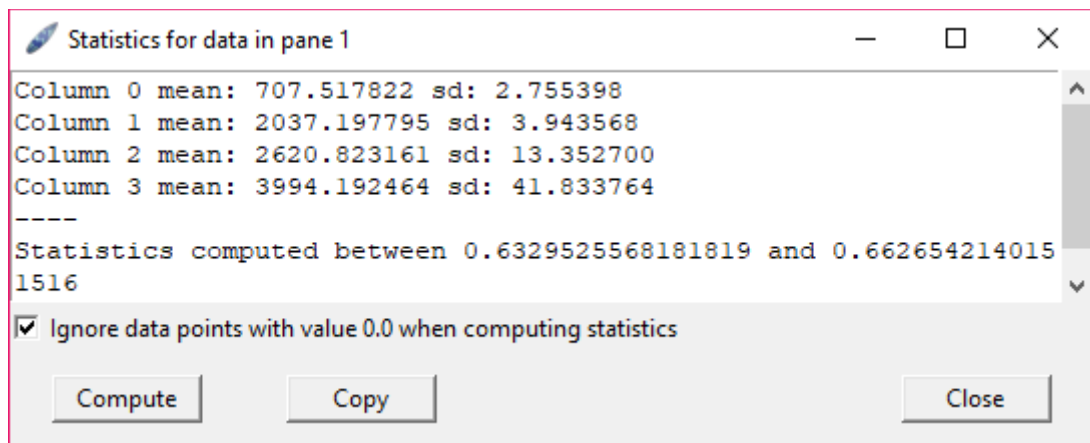 Statistics for data in pane 1
Column 0 mean: 707.517822 sd: 2.755398
Column 1 mean: 2037.197795 sd: 3.943568
Column 2 mean: 2620.823161 sd: 13.352700
Column 3 mean: 3994.192464 sd: 41.833764
----
Statistics computed between 0.6329525568181819 and 0.662654214015
1516
Ignore data points with value 0.0 when computing statistics
Compute Copy Close